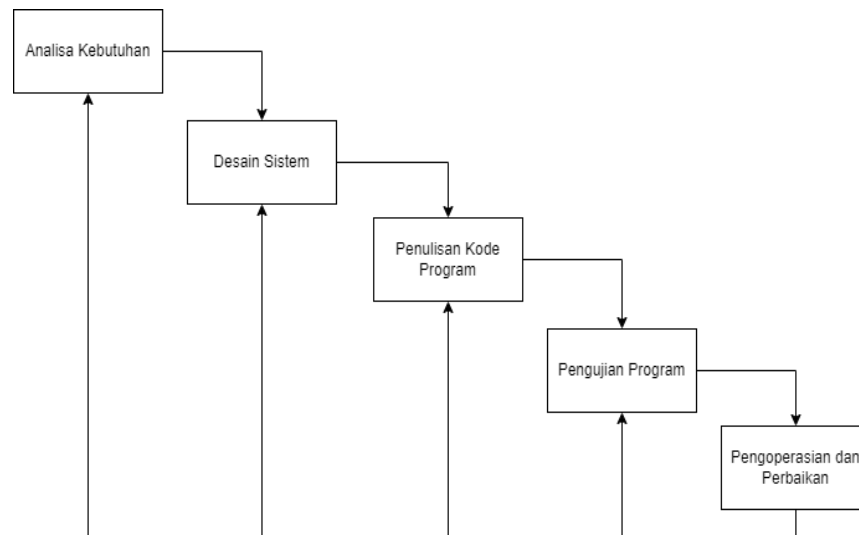 Analisa Kebutuhan
Desain Sistem
Penulisan Kode
Program
Pengujian Program
Pengoperasian dan
Perbaikan